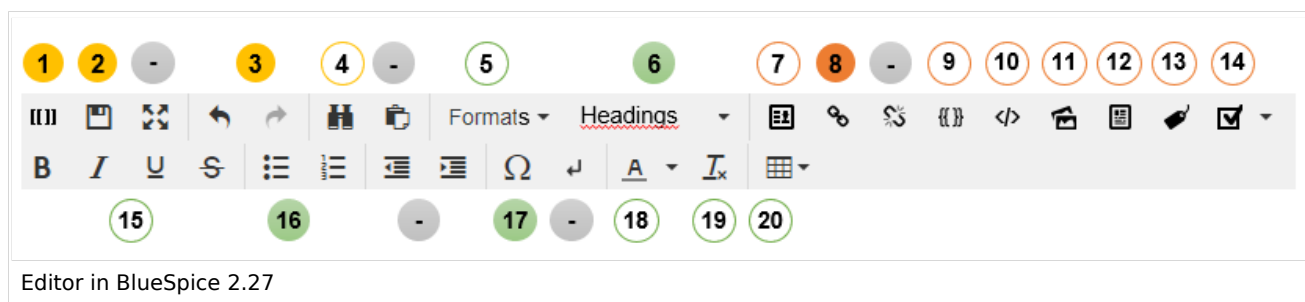 1 2 - 3 4 - 5 6 7 8 - 9 10 11 12 13 14
[[ ]] Formats Headings {{ }} </>
B I U S Ω A Tx
15 16 - 17 - 18 19 20
Editor in BlueSpice 2.27